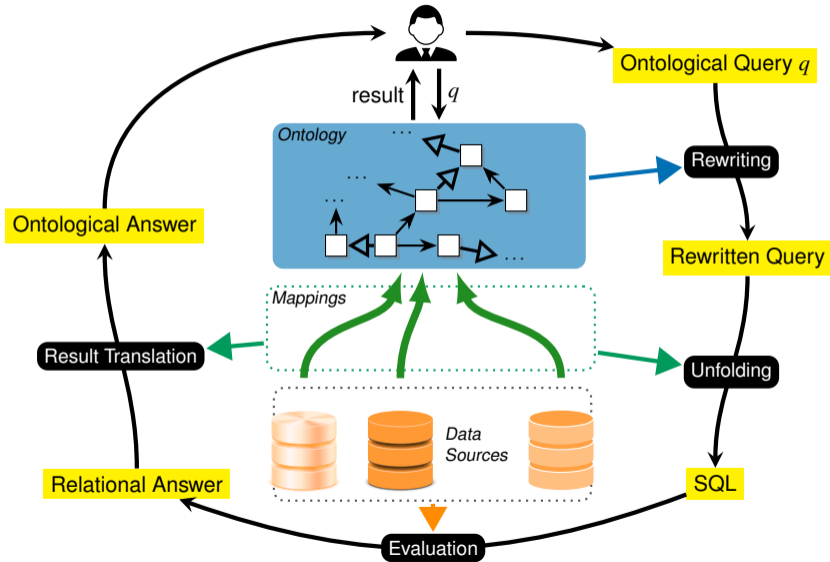 result
q
Ontological Query q
Ontology
...
Rewriting
...
...
Ontological Answer
Rewritten Query
...
Mappings
Result Translation
Unfolding
Data
Sources
Relational Answer
SQL
Evaluation